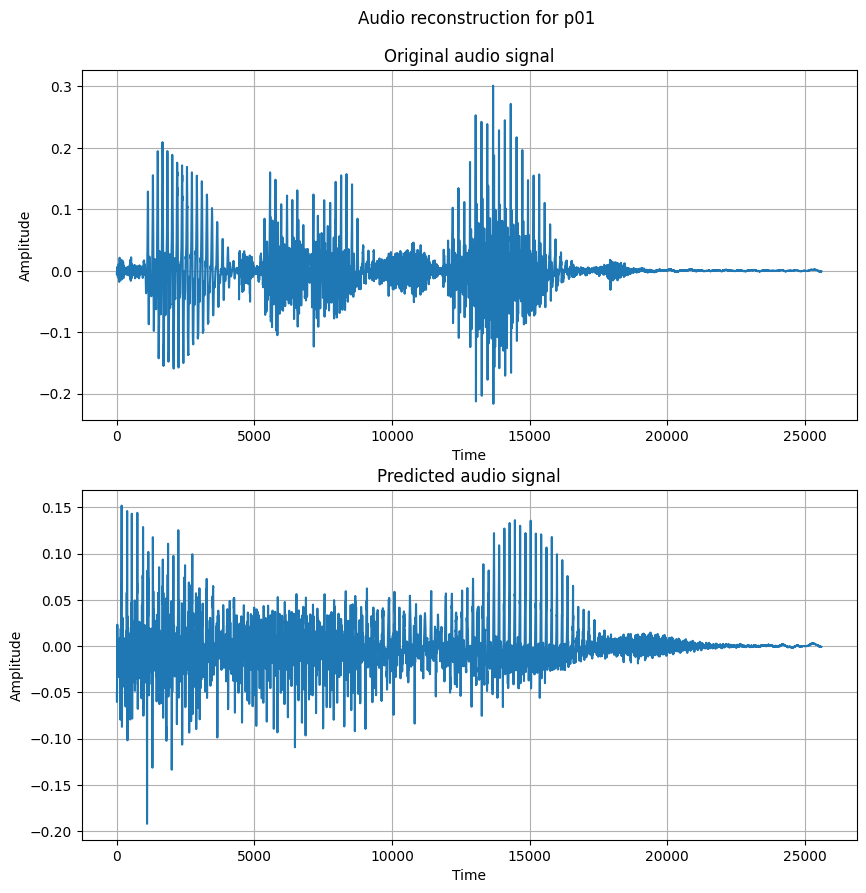 Audio reconstruction for p01
Original audio signal
0.3
0.2
0.1
0.0
−0.1
−0.2
Amplitude
0 5000 10000 15000 20000 25000
Time
Predicted audio signal
0.15
0.10
0.05
0.00
−0.05
−0.10
−0.15
−0.20
Amplitude
0 5000 10000 15000 20000 25000
Time